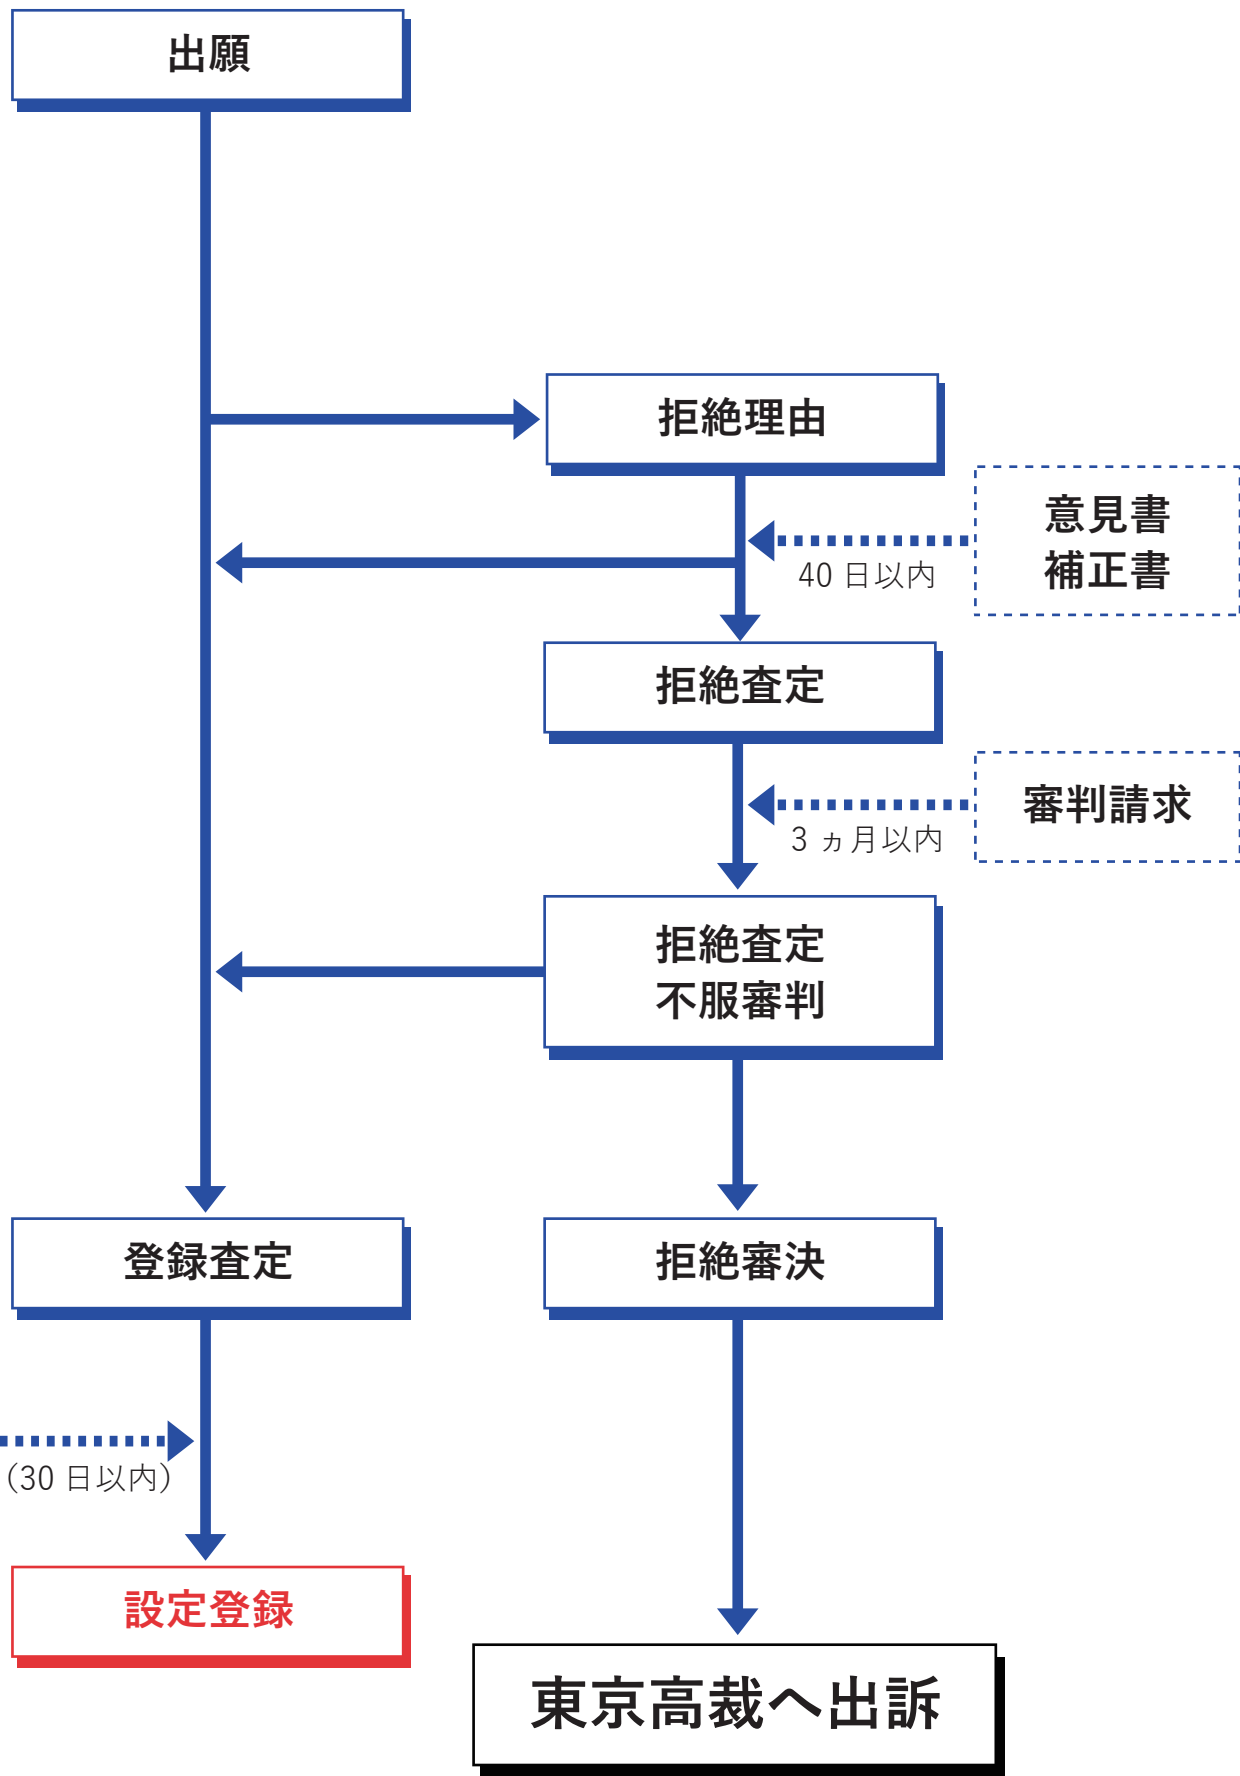 出願
拒絶理由
意見書
補正書
40 日以内
拒絶査定
審判請求
3 ヵ月以内
拒絶査定
不服審判
登録査定
拒絶審決
(30 日以内)
設定登録
東京高裁へ出訴